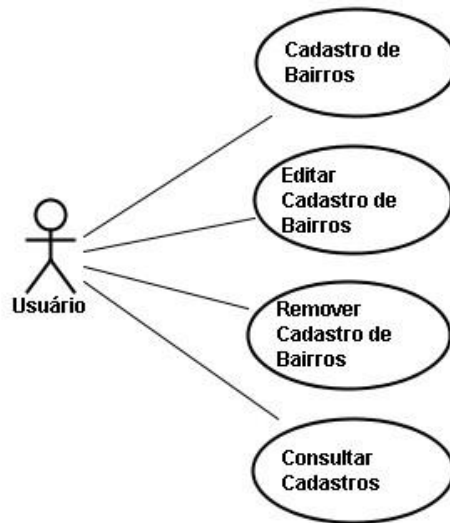 Cadastro de
Bairros
Editar
Cadastro de
Bairros
Usuário
Remover
Cadastro de
Bairros
Consultar
Cadastros